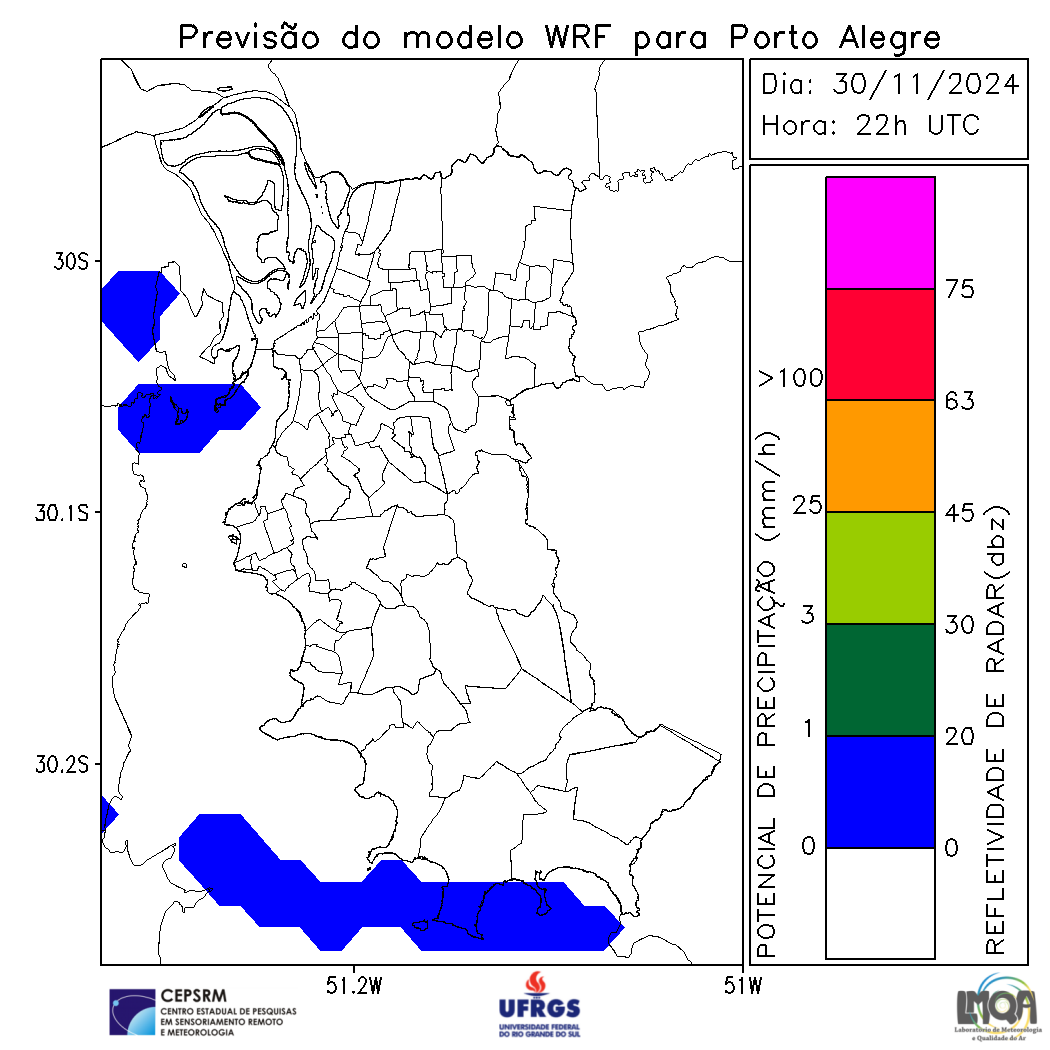 Previsão do modelo WRF para Porto Alegre
Dia: 30/11/2024
Hora: 22h UTC
30S
30.1S
30.2S
51.2W
51W
POTENCIAL DE PRECIPITAÇÃO (mm/h)
>100
25
3
1
0
75
63
45
30
20
0
REFLETIVIDADE DE RADAR(dbz)
CEPSRM
CENTRO ESTADUAL DE PESQUISAS
EM SENSORIAMENTO REMOTO
E METEOROLOGIA
UFRGS
UNIVERSIDADE FEDERAL
DO RIO GRANDE DO SUL
LMQA
Laboratório de Meteorologia
e Qualidade do Ar